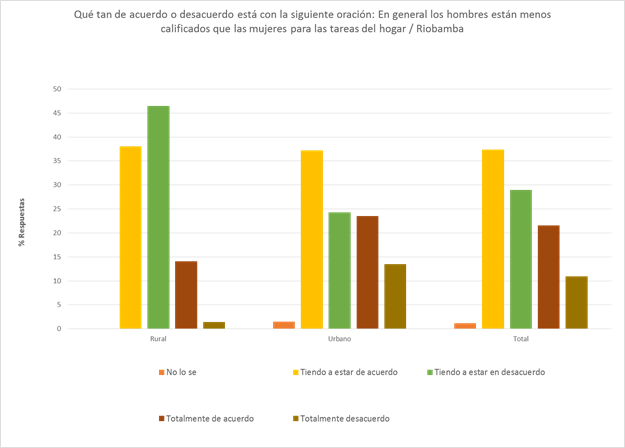 Qué tan de acuerdo o desacuerdo está con la siguiente oración: En general los hombres están menos
calificados que las mujeres para las tareas del hogar / Riobamba
50
45
40
35
30
25
20
15
10
5
0
% Respuestas
Rural
Urbano
Total
No lo se
Tiendo a estar de acuerdo
Tiendo a estar en desacuerdo
Totalmente de acuerdo
Totalmente desacuerdo